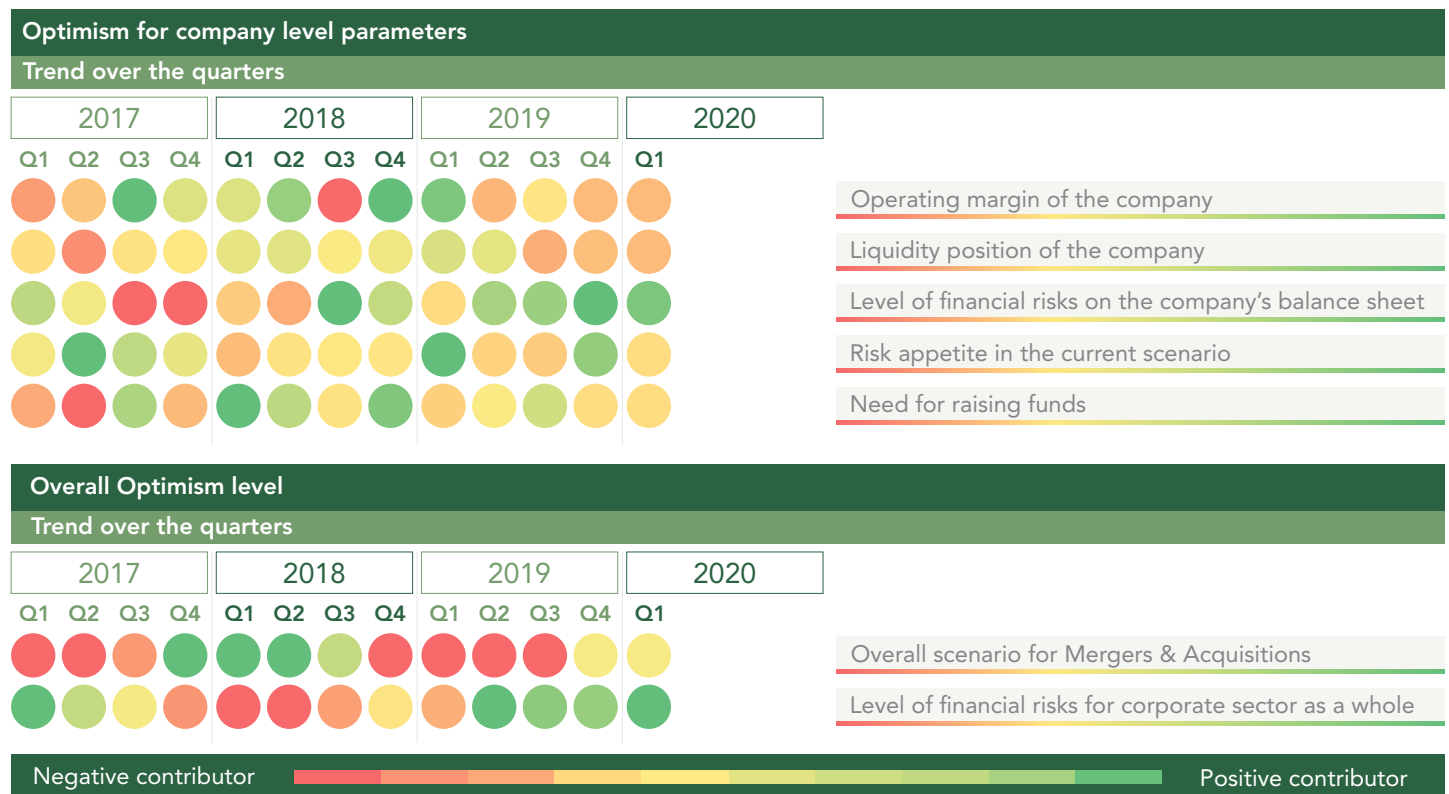 Optimism for company level parameters
Trend over the quarters
2017 2018 2019 2020
Q1 Q2 Q3 Q4 Q1 Q2 Q3 Q4 Q1 Q2 Q3 Q4 Q1
Operating margin of the company
Liquidity position of the company
Level of financial risks on the company’s balance sheet
Risk appetite in the current scenario
Need for raising funds
Overall Optimism level
Trend over the quarters
2017 2018 2019 2020
Q1 Q2 Q3 Q4 Q1 Q2 Q3 Q4 Q1 Q2 Q3 Q4 Q1
Overall scenario for Mergers & Acquisitions
Level of financial risks for corporate sector as a whole
Negative contributor Positive contributor